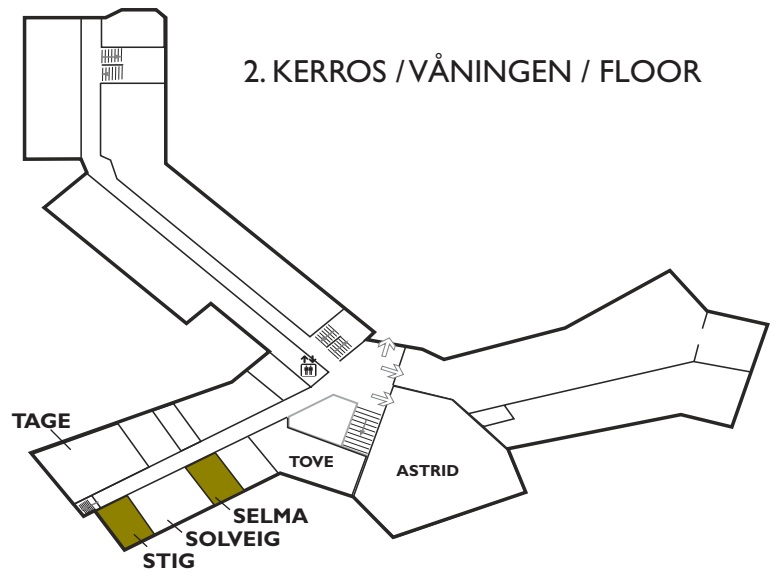 2. KERROS / VÅNINGEN / FLOOR
TAGE
TOVE
ASTRID
SELMA
SOLVEIG
STIG